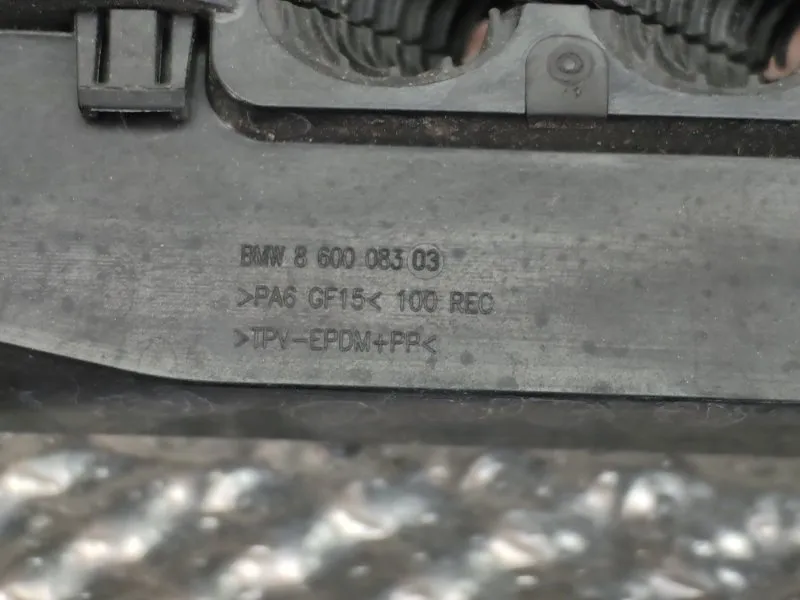 BMW 8 600 083 03
>PA6 GF15< 100 REC
>TPV-EPDM+PP<